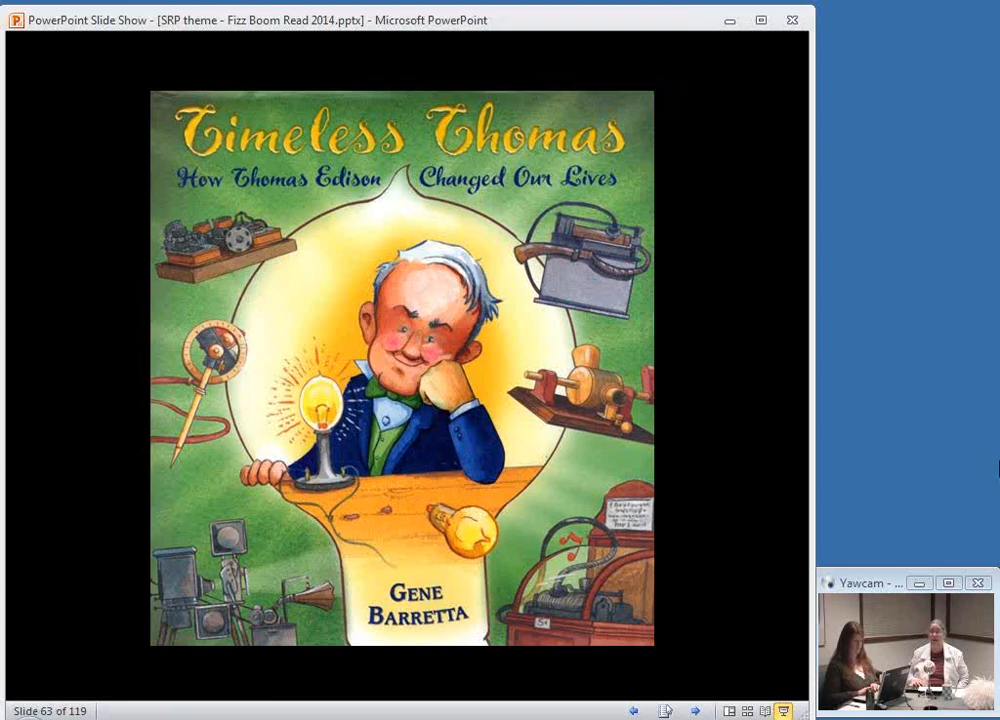 PowerPoint Slide Show - [SRP theme - Fizz Boom Read 2014.pptx] - Microsoft PowerPoint
Timeless Thomas
How Thomas Edison Changed Our Lives
5¢
GENE
BARRETTA
Yawcam - ...
Slide 63 of 119